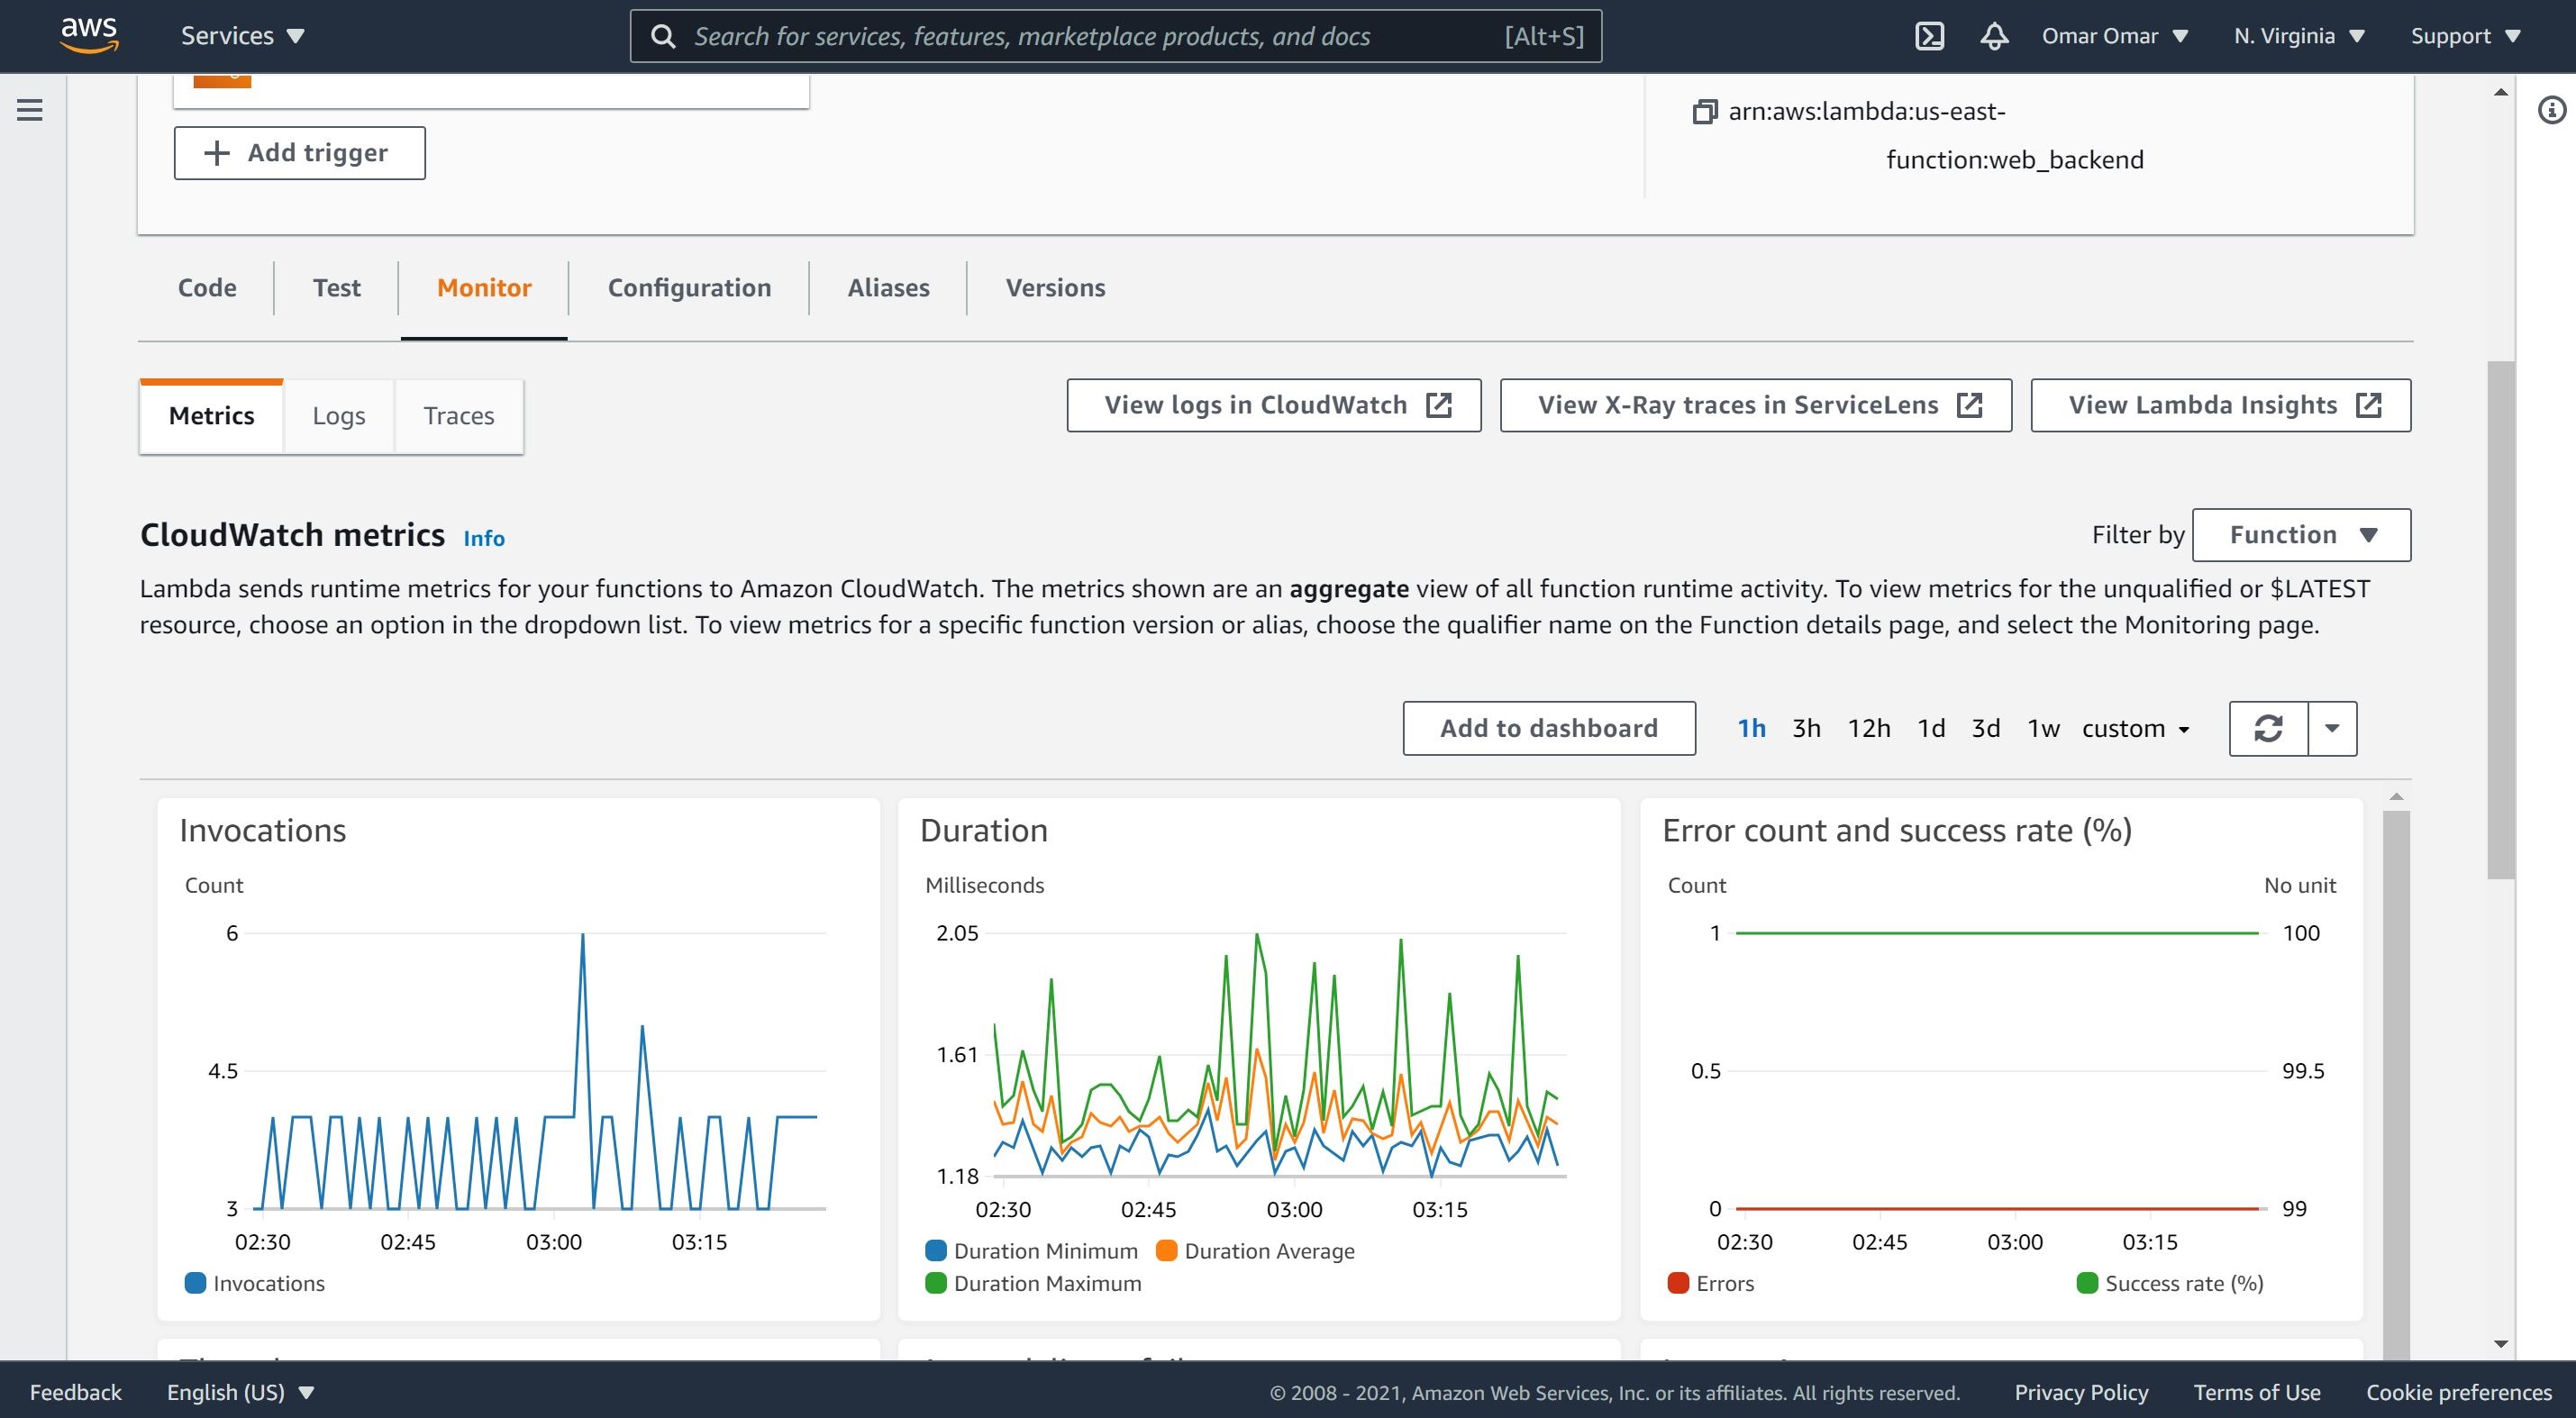 aws
Services
Search for services, features, marketplace products, and docs
[Alt+S]
Omar Omar
N. Virginia
Support
arn:aws:lambda:us-east-
function:web_backend
Add trigger
Code
Test
Monitor
Configuration
Aliases
Versions
Metrics
Logs
Traces
View logs in CloudWatch
View X-Ray traces in ServiceLens
View Lambda Insights
CloudWatch metrics Info
Filter by Function
Lambda sends runtime metrics for your functions to Amazon CloudWatch. The metrics shown are an aggregate view of all function runtime activity. To view metrics for the unqualified or $LATEST
resource, choose an option in the dropdown list. To view metrics for a specific function version or alias, choose the qualifier name on the Function details page, and select the Monitoring page.
Add to dashboard
1h 3h 12h 1d 3d 1w custom
Invocations
Count
6
4.5
3
02:30 02:45 03:00 03:15
Invocations
Duration
Milliseconds
2.05
1.61
1.18
02:30 02:45 03:00 03:15
Duration Minimum Duration Average
Duration Maximum
Error count and success rate (%)
Count No unit
1 100
0.5 99.5
0 99
02:30 02:45 03:00 03:15
Errors Success rate (%)
Feedback
English (US)
© 2008 - 2021, Amazon Web Services, Inc. or its affiliates. All rights reserved.
Privacy Policy
Terms of Use
Cookie preferences